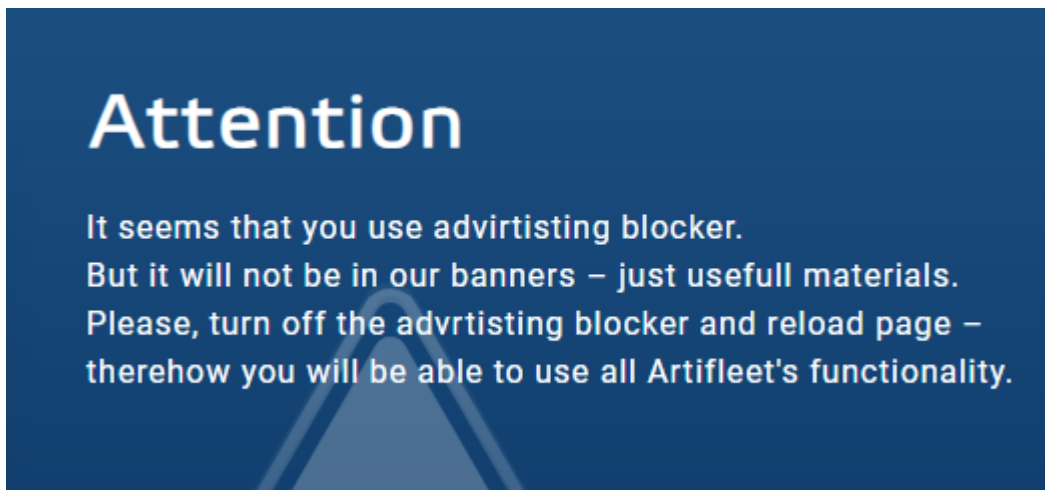 Attention
It seems that you use advirtisting blocker.
But it will not be in our banners – just usefull materials.
Please, turn off the advrtisting blocker and reload page –
therehow you will be able to use all Artifleet's functionality.